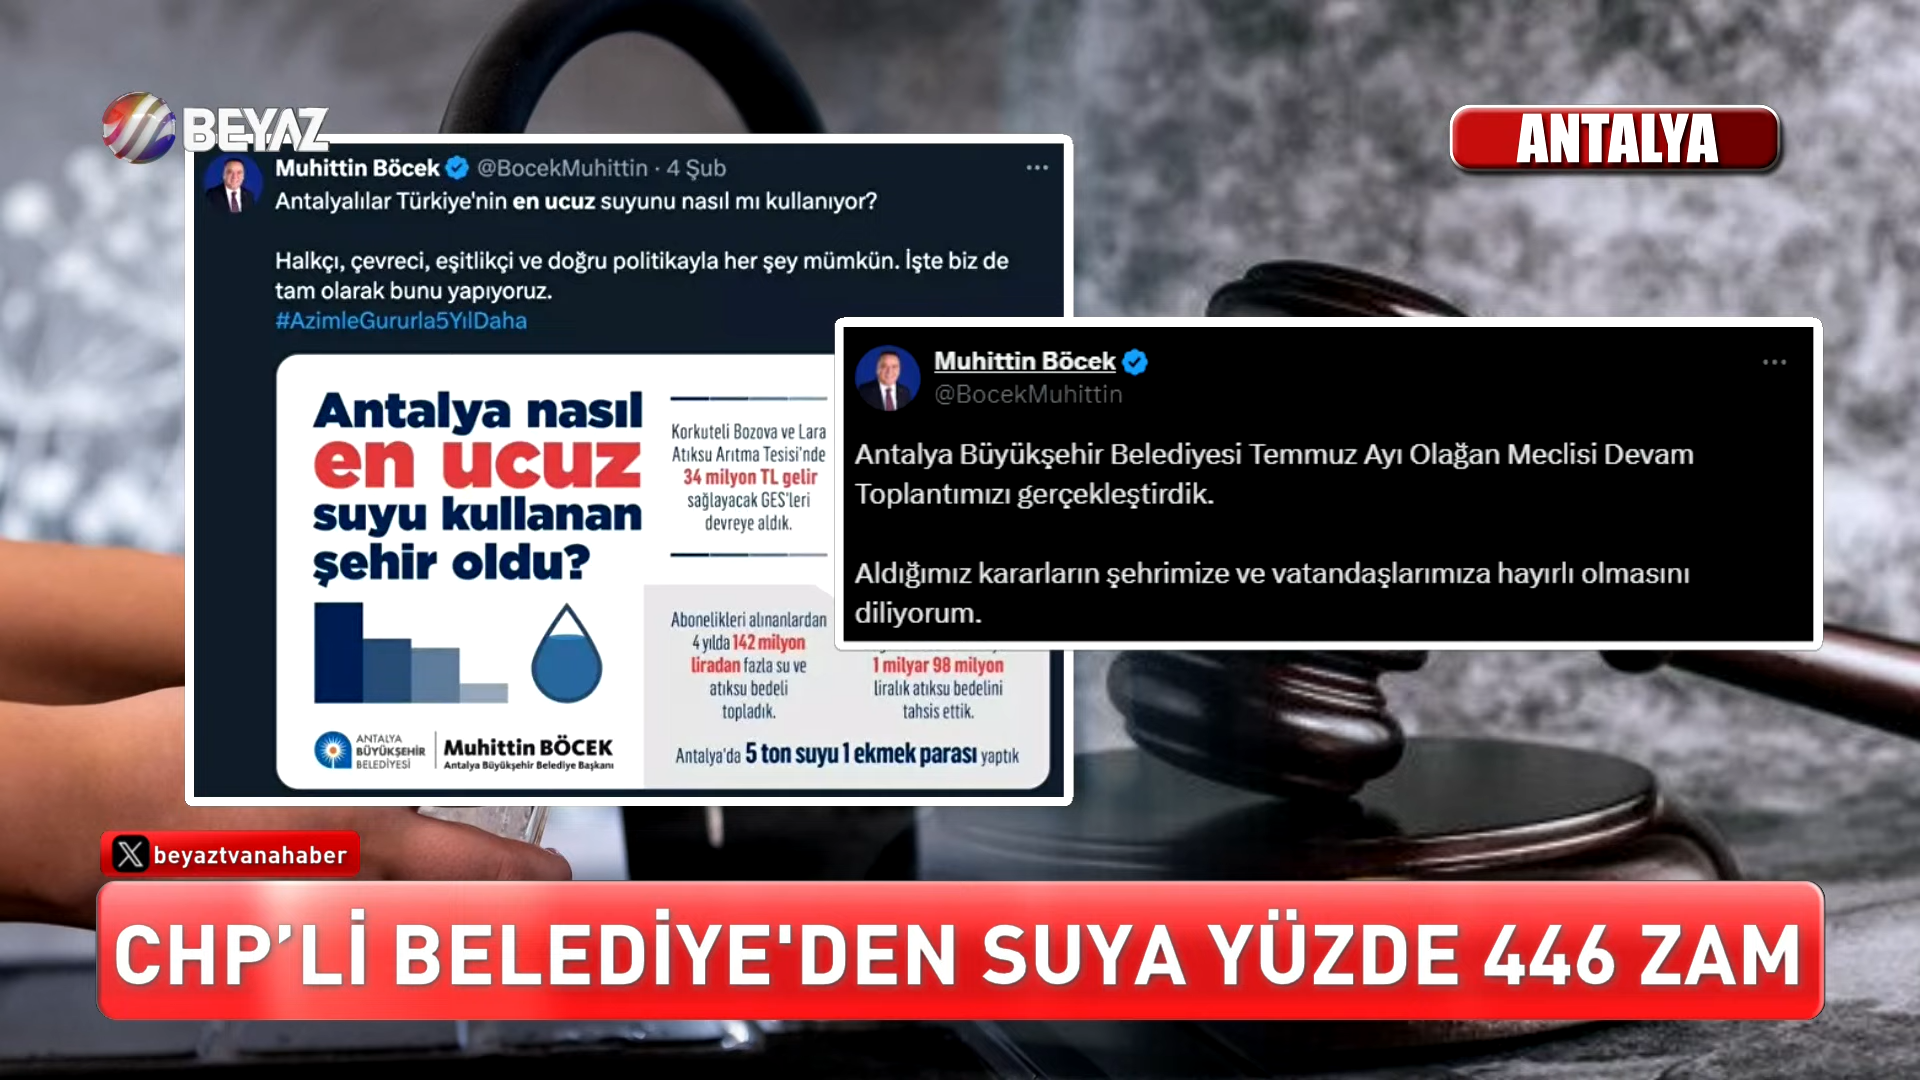 BEYAZ
ANTALYA
Muhittin Böcek @BocekMuhittin · 4 Şub
Antalyalılar Türkiye'nin en ucuz suyunu nasıl mı kullanıyor?
Halkçı, çevreci, eşitlikçi ve doğru politikayla her şey mümkün. İşte biz de
tam olarak bunu yapıyoruz.
#AzimleGururla5YılDaha
Antalya nasıl
en ucuz
suyu kullanan
şehir oldu?
ANTALYA
BÜYÜKŞEHİR
BELEDİYESİ
Muhittin BÖCEK
Antalya Büyükşehir Belediye Başkanı
Korkuteli Bozova ve Lara
Atıksu Arıtma Tesisi'nde
34 milyon TL gelir
sağlayacak GES'leri
devreye aldık.
Abonelikleri alınanlardan
4 yılda 142 milyon
liradan fazla su ve
atıksu bedeli
topladık.
1 milyar 98 milyon
liralık atıksu bedelini
tahsis ettik.
Antalya'da 5 ton suyu 1 ekmek parası yaptık
Muhittin Böcek
@BocekMuhittin
Antalya Büyükşehir Belediyesi Temmuz Ayı Olağan Meclisi Devam
Toplantımızı gerçekleştirdik.
Aldığımız kararların şehrimize ve vatandaşlarımıza hayırlı olmasını
diliyorum.
X beyaztvanahaber
CHP’Lİ BELEDİYE'DEN SUYA YÜZDE 446 ZAM